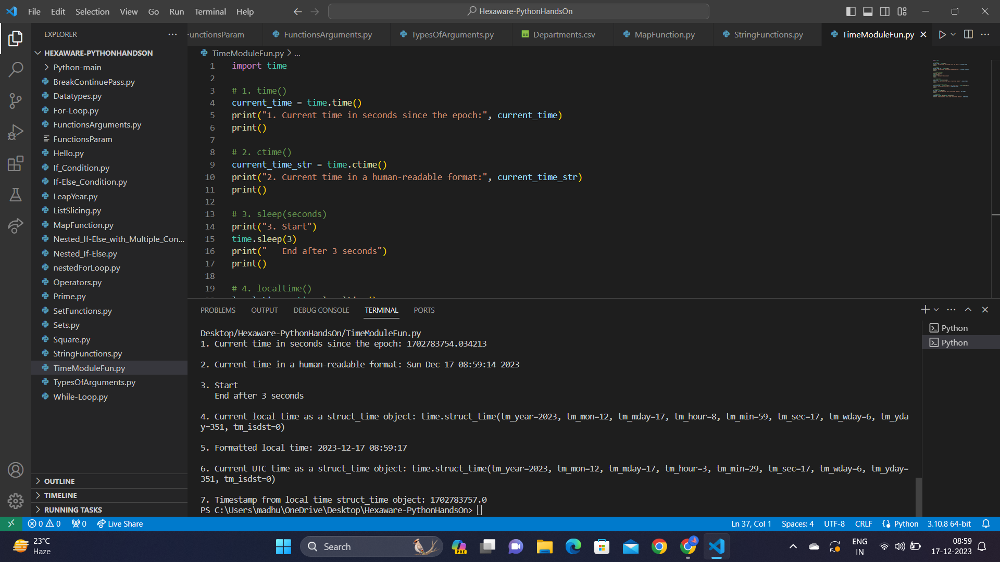 File Edit Selection View Go Run Terminal Help
Hexaware-PythonHandsOn
EXPLORER
HEXAWARE-PYTHONHANDSON
Python-main
BreakContinuePass.py
Datatypes.py
For-Loop.py
FunctionsArguments.py
FunctionsParam
Hello.py
If_Condition.py
If-Else_Condition.py
LeapYear.py
ListSlicing.py
MapFunction.py
Nested_If-Else_with_Multiple_Con...
Nested_If-Else.py
nestedForLoop.py
Operators.py
Prime.py
SetFunctions.py
Sets.py
Square.py
StringFunctions.py
TimeModuleFun.py
TypesOfArguments.py
While-Loop.py
OUTLINE
TIMELINE
RUNNING TASKS
FunctionsParam FunctionsArguments.py TypesOfArguments.py Departments.csv MapFunction.py StringFunctions.py TimeModuleFun.py
TimeModuleFun.py > ...
1 import time
2
3 # 1. time()
4 current_time = time.time()
5 print("1. Current time in seconds since the epoch:", current_time)
6 print()
7
8 # 2. ctime()
9 current_time_str = time.ctime()
10 print("2. Current time in a human-readable format:", current_time_str)
11 print()
12
13 # 3. sleep(seconds)
14 print("3. Start")
15 time.sleep(3)
16 print("   End after 3 seconds")
17 print()
18
19 # 4. localtime()
PROBLEMS OUTPUT DEBUG CONSOLE TERMINAL PORTS
Python
Python
Desktop/Hexaware-PythonHandsOn/TimeModuleFun.py
1. Current time in seconds since the epoch: 1702783754.034213
2. Current time in a human-readable format: Sun Dec 17 08:59:14 2023
3. Start
   End after 3 seconds
4. Current local time as a struct_time object: time.struct_time(tm_year=2023, tm_mon=12, tm_mday=17, tm_hour=8, tm_min=59, tm_sec=17, tm_wday=6, tm_yda
y=351, tm_isdst=0)
5. Formatted local time: 2023-12-17 08:59:17
6. Current UTC time as a struct_time object: time.struct_time(tm_year=2023, tm_mon=12, tm_mday=17, tm_hour=3, tm_min=29, tm_sec=17, tm_wday=6, tm_yday=
351, tm_isdst=0)
7. Timestamp from local time struct_time object: 1702783757.0
PS C:\Users\madhu\OneDrive\Desktop\Hexaware-PythonHandsOn>
0 0 0 Live Share Ln 37, Col 1 Spaces: 4 UTF-8 CRLF Python 3.10.8 64-bit
23°C
Haze
Search
PRE
ENG
IN
08:59
17-12-2023